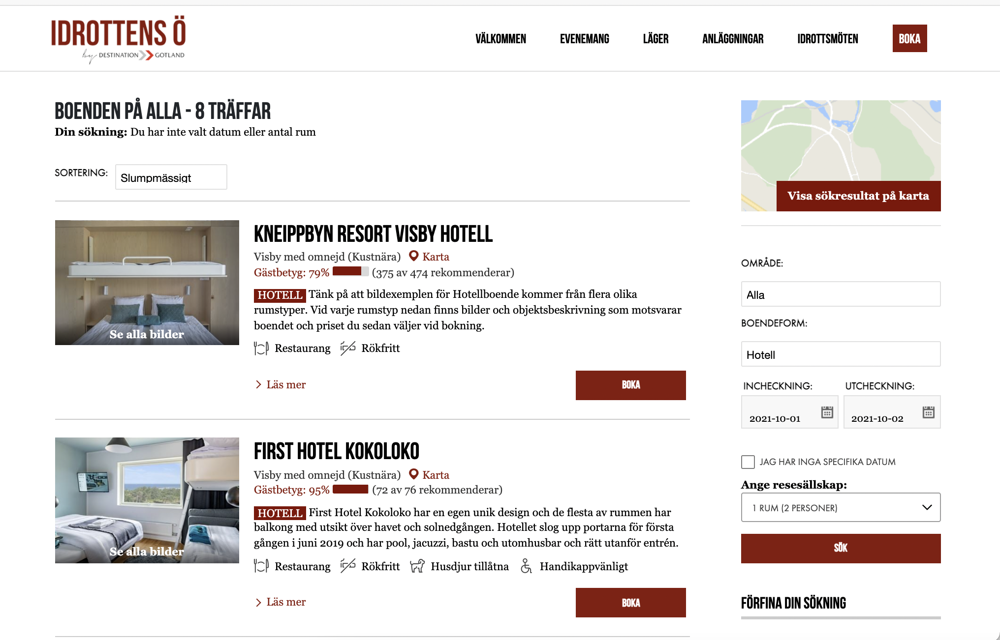 IDROTTENS Ö
by DESTINATION GOTLAND
VÄLKOMMEN
EVENEMANG
LÄGER
ANLÄGGNINGAR
IDROTTSMÖTEN
BOKA
BOENDEN PÅ ALLA - 8 TRÄFFAR
Din sökning: Du har inte valt datum eller antal rum
SORTERING:
Slumpmässigt
KNEIPPBYN RESORT VISBY HOTELL
Visby med omnejd (Kustnära) Karta
Gästbetyg: 79% (375 av 474 rekommenderar)
HOTELL Tänk på att bildexemplen för Hotellboende kommer från flera olika
rumstyper. Vid varje rumstyp nedan finns bilder och objektsbeskrivning som motsvarar
boendet och priset du sedan väljer vid bokning.
Se alla bilder
Restaurang Rökfritt
Läs mer
BOKA
FIRST HOTEL KOKOLOKO
Visby med omnejd (Kustnära) Karta
Gästbetyg: 95% (72 av 76 rekommenderar)
HOTELL First Hotel Kokoloko har en egen unik design och de flesta av rummen har
balkong med utsikt över havet och solnedgången. Hotellet slog upp portarna för första
gången i juni 2019 och har pool, jacuzzi, bastu och utomhusbar och rätt utanför entrén.
Se alla bilder
Restaurang Rökfritt Husdjur tillåtna Handikappvänligt
Läs mer
BOKA
Visa sökresultat på karta
OMRÅDE:
Alla
BOENDEFORM:
Hotell
INCHECKNING: UTCHECKNING:
2021-10-01 2021-10-02
JAG HAR INGA SPECIFIKA DATUM
Ange resesällskap:
1 RUM (2 PERSONER)
SÖK
FÖRFINA DIN SÖKNING